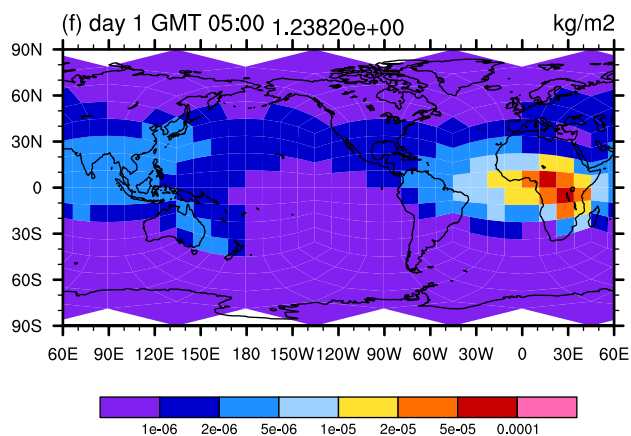 (f) day 1 GMT 05:00 1.23820e+00 kg/m2
90N
60N
30N
0
30S
60S
90S
60E 90E 120E 150E 180 150W 120W 90W 60W 30W 0 30E 60E
1e-06 2e-06 5e-06 1e-05 2e-05 5e-05 0.0001